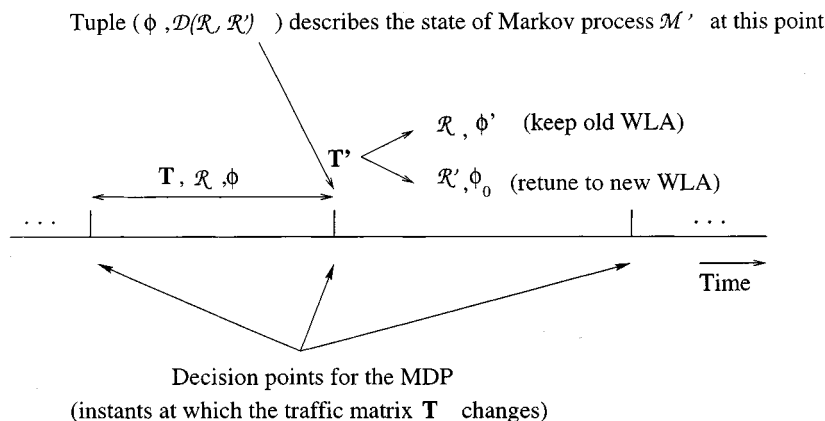 Tuple ( ϕ , 𝒟(ℛ, ℛ′) ) describes the state of Markov process ℳ ′ at this point
ℛ , ϕ’ (keep old WLA)
T’
T , ℛ ,ϕ
ℛ′,ϕ₀ (retune to new WLA)
. . .
. . .
Time
Decision points for the MDP
(instants at which the traffic matrix T changes)